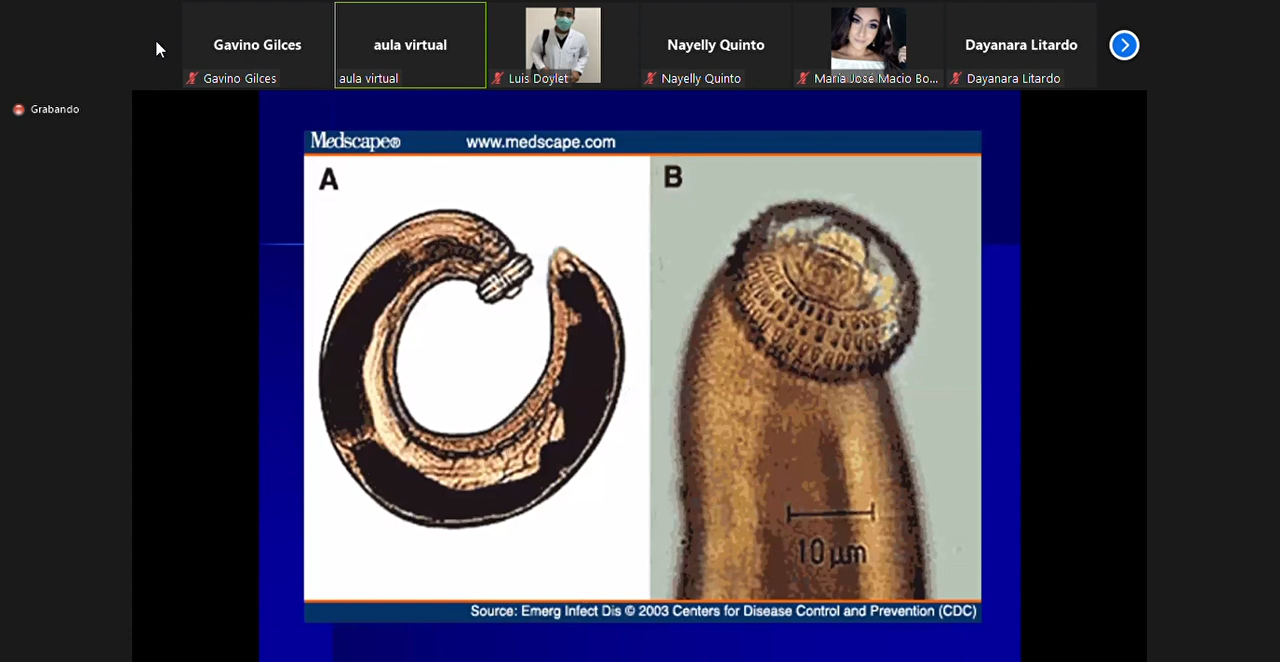 Gavino Gilces
aula virtual
Nayelly Quinto
Dayanara Litardo
Gavino Gilces
aula virtual
Luis Doylet
Nayelly Quinto
María José Macio Bo...
Dayanara Litardo
Grabando
Medscape® www.medscape.com
A
B
10 µm
Source: Emerg Infect Dis © 2003 Centers for Disease Control and Prevention (CDC)